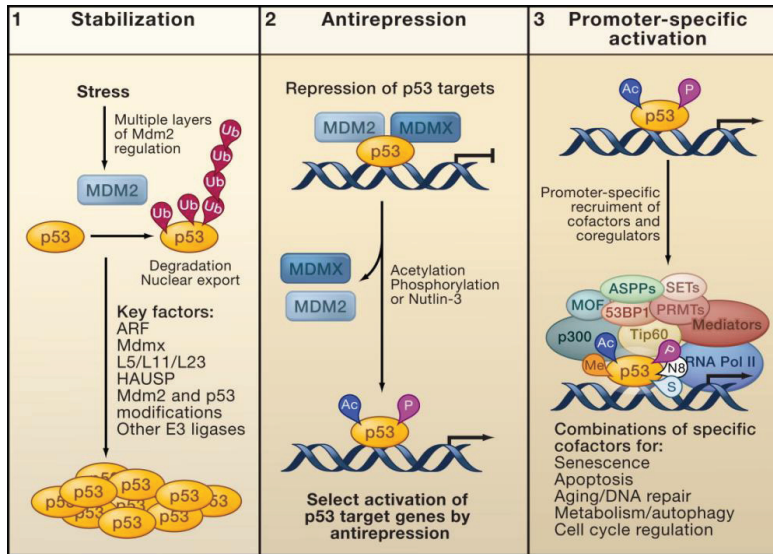 1 Stabilization
Stress
Multiple layers
of Mdm2
regulation
MDM2
Ub
Ub
Ub
Ub
Ub
Ub
p53
p53
Degradation
Nuclear export
Key factors:
ARF
Mdmx
L5/L11/L23
HAUSP
Mdm2 and p53
modifications
Other E3 ligases
p53
p53
p53
p53
p53
p53
p53
p53
p53
2 Antirepression
Repression of p53 targets
MDM2
MDMX
p53
MDMX
MDM2
Acetylation
Phosphorylation
or Nutlin-3
Ac
P
p53
Select activation of
p53 target genes by
antirepression
3 Promoter-specific
activation
Ac
P
p53
Promoter-specific
recruiment of
cofactors and
coregulators
ASPPs
SETs
MOF
53BP1
PRMTs
Mediators
p300
Tip60
Ac
P
Me
p53
N8
RNA Pol II
S
Combinations of specific
cofactors for:
Senescence
Apoptosis
Aging/DNA repair
Metabolism/autophagy
Cell cycle regulation